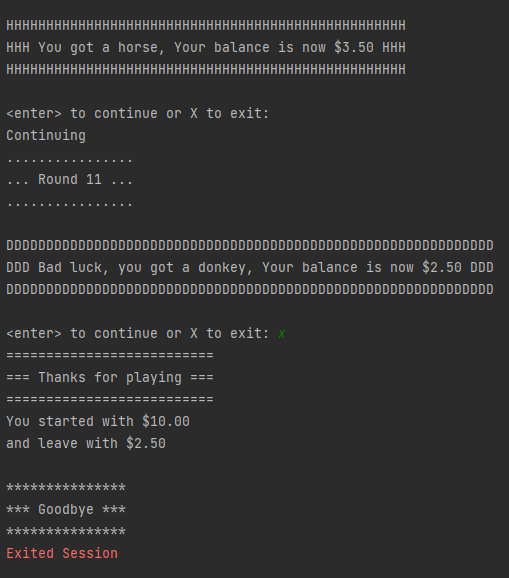 HHHHHHHHHHHHHHHHHHHHHHHHHHHHHHHHHHHHHHHHHHHHHHHHHH
HHH You got a horse, Your balance is now $3.50 HHH
HHHHHHHHHHHHHHHHHHHHHHHHHHHHHHHHHHHHHHHHHHHHHHHHHH
<enter> to continue or X to exit:
Continuing
................
... Round 11 ...
................
DDDDDDDDDDDDDDDDDDDDDDDDDDDDDDDDDDDDDDDDDDDDDDDDDDDDDDDDDDDDD
DDD Bad luck, you got a donkey, Your balance is now $2.50 DDD
DDDDDDDDDDDDDDDDDDDDDDDDDDDDDDDDDDDDDDDDDDDDDDDDDDDDDDDDDDDDD
<enter> to continue or X to exit: x
==========================
=== Thanks for playing ===
==========================
You started with $10.00
and leave with $2.50
***************
*** Goodbye ***
***************
Exited Session